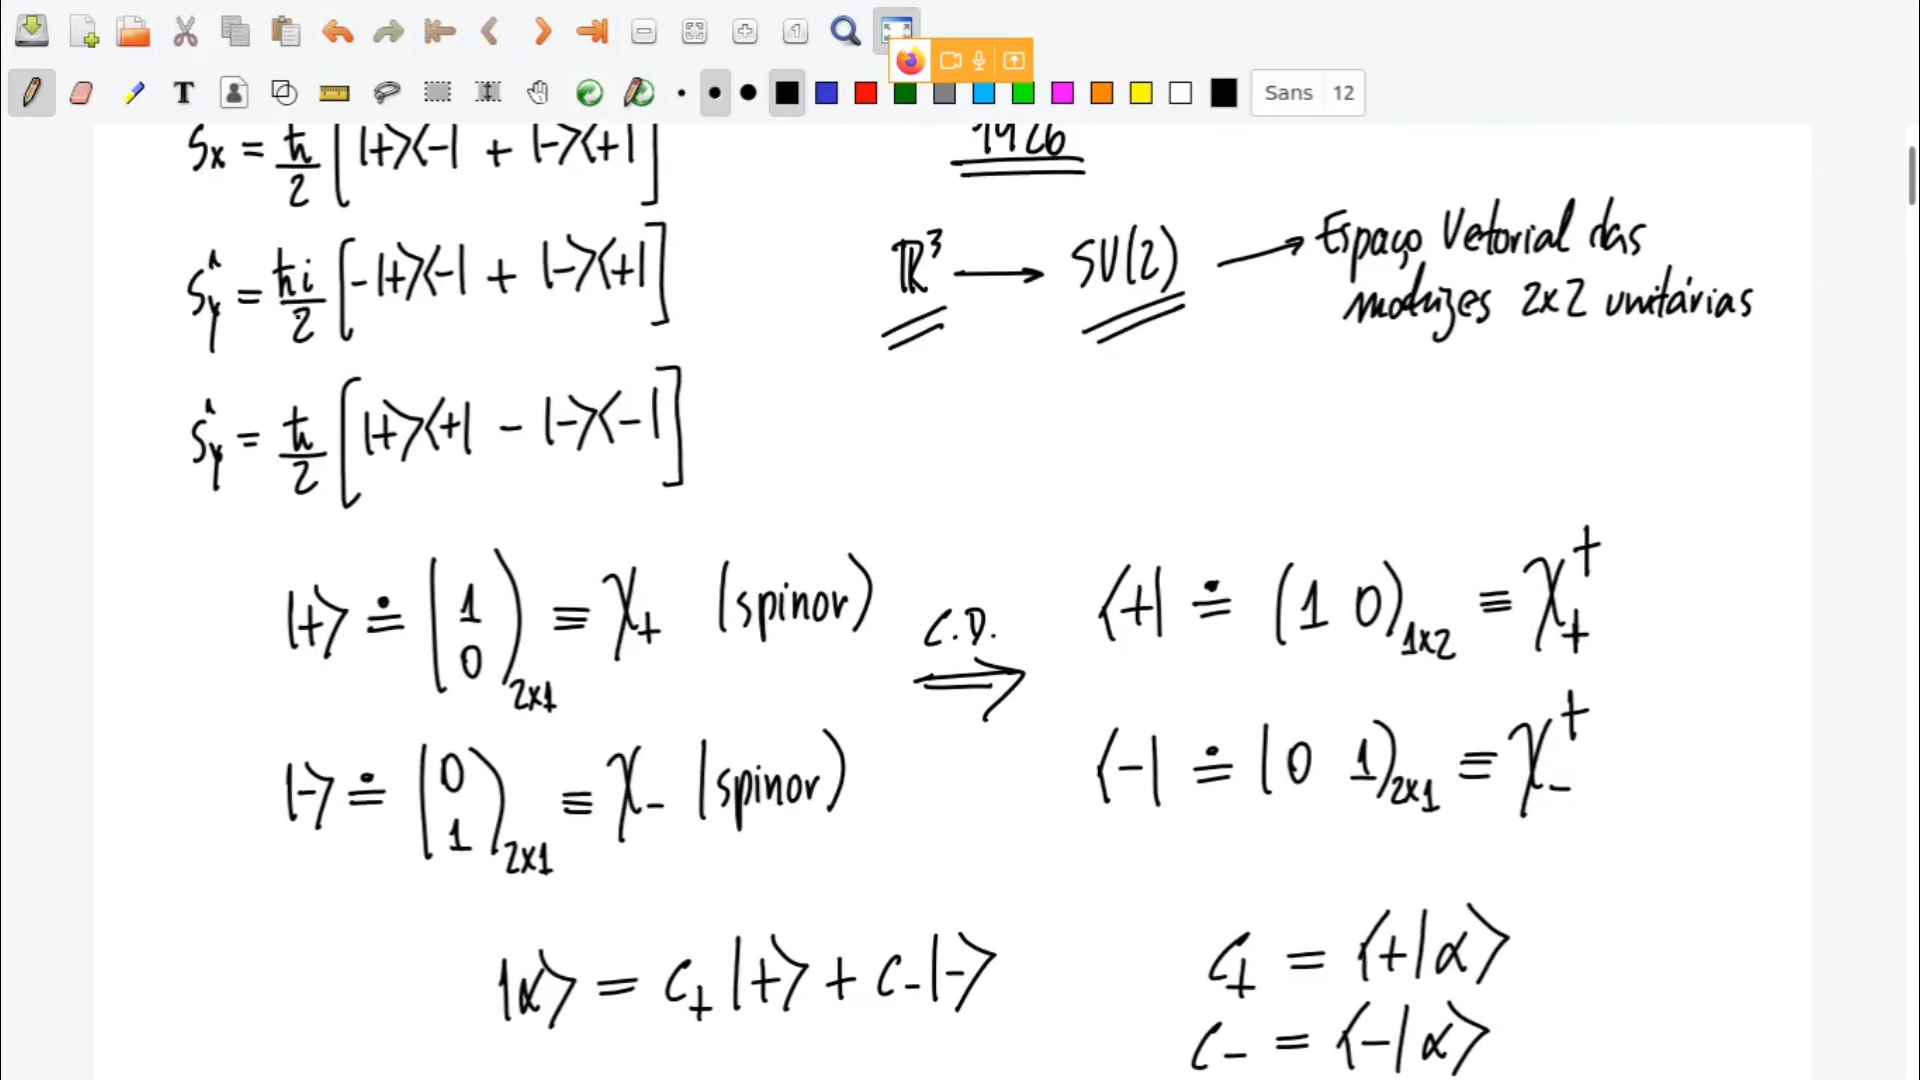 Sans 12
Sx = ħ/2 [ |+><-| + |-><+| ]
1926
Ŝy = ħi/2 [ -|+><-| + |-><+| ]
ℝ³ → SU(2) → Espaço Vetorial das
matrizes 2x2 unitárias
Ŝy = ħ/2 [ |+><+| - |-><-| ]
|+> ≐ (1 0)2x1 ≡ χ+ (spinor)
C.D. ⇒
<+| ≐ (1 0)1x2 ≡ χ+†
|-> ≐ (0 1)2x1 ≡ χ- (spinor)
<-| ≐ (0 1)2x1 ≡ χ-†
|α> = C+ |+> + C- |->
C+ = <+|α>
C- = <-|α>